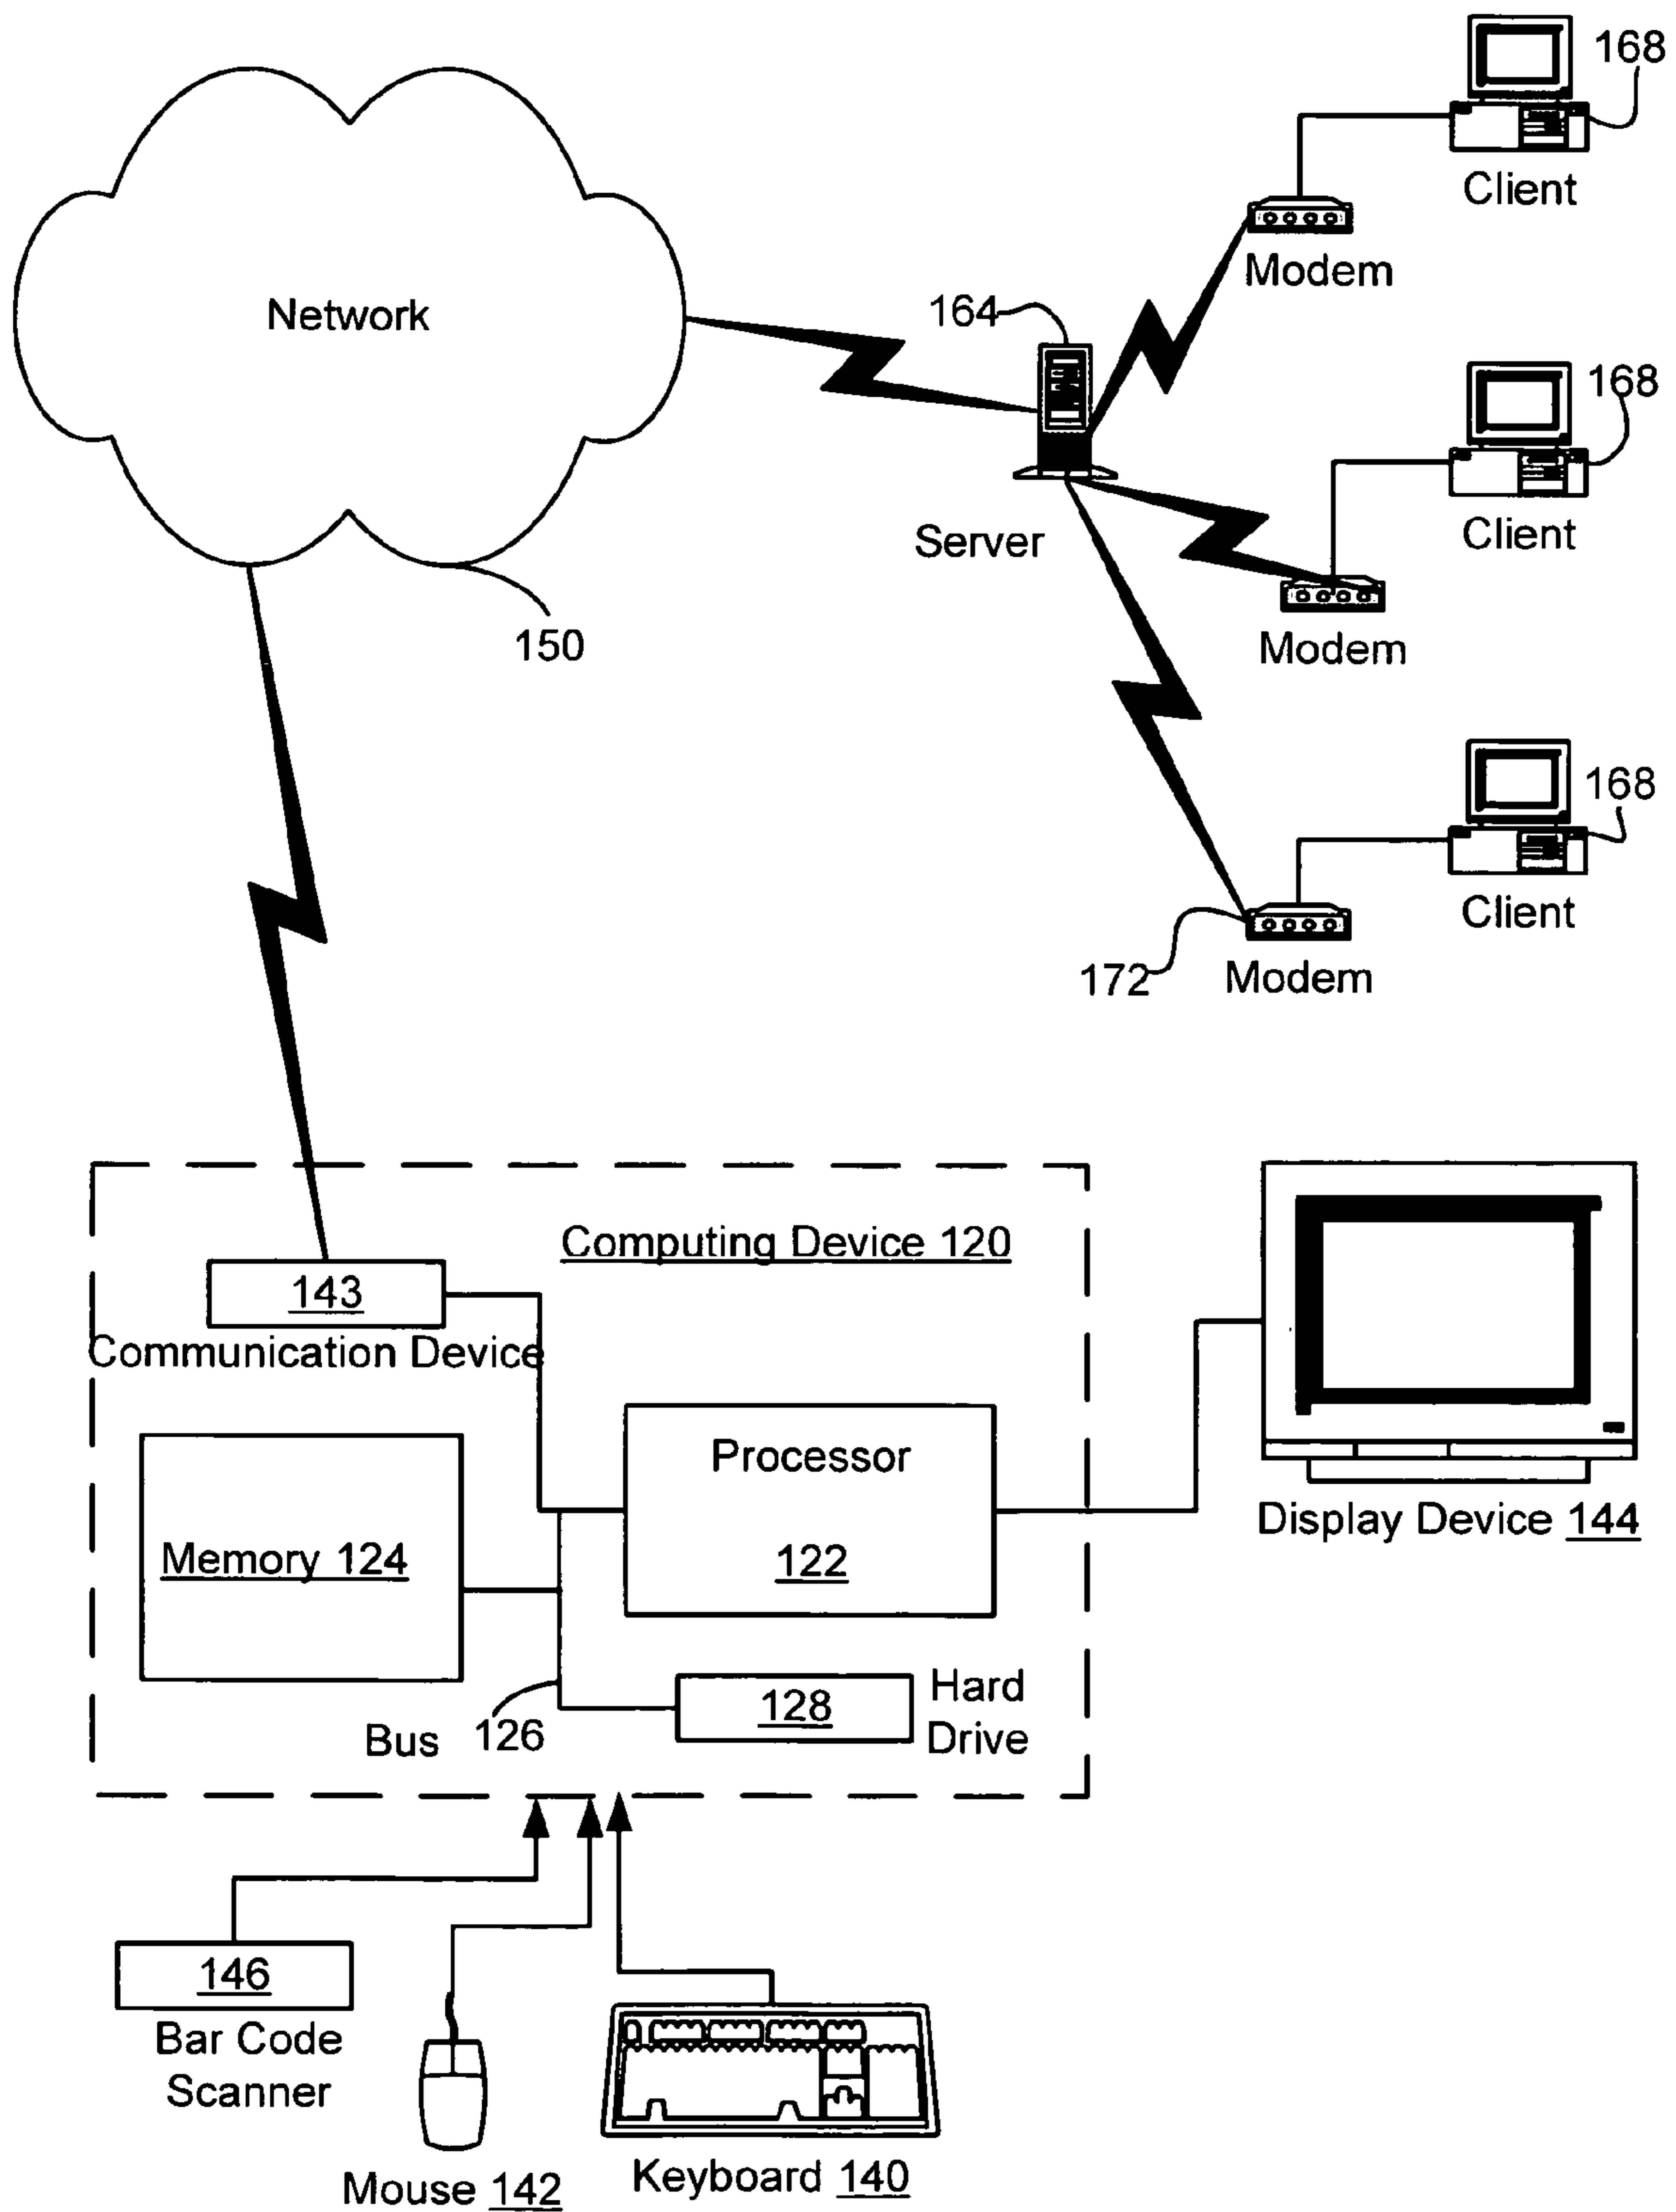 168
Client
Modem
Network
164
168
Client
Server
150
Modem
168
Client
172
Modem
Computing Device 120
143
Communication Device
Processor
122
Memory 124
Display Device 144
Hard
Drive
128
Bus
126
146
Bar Code
Scanner
Mouse 142
Keyboard 140